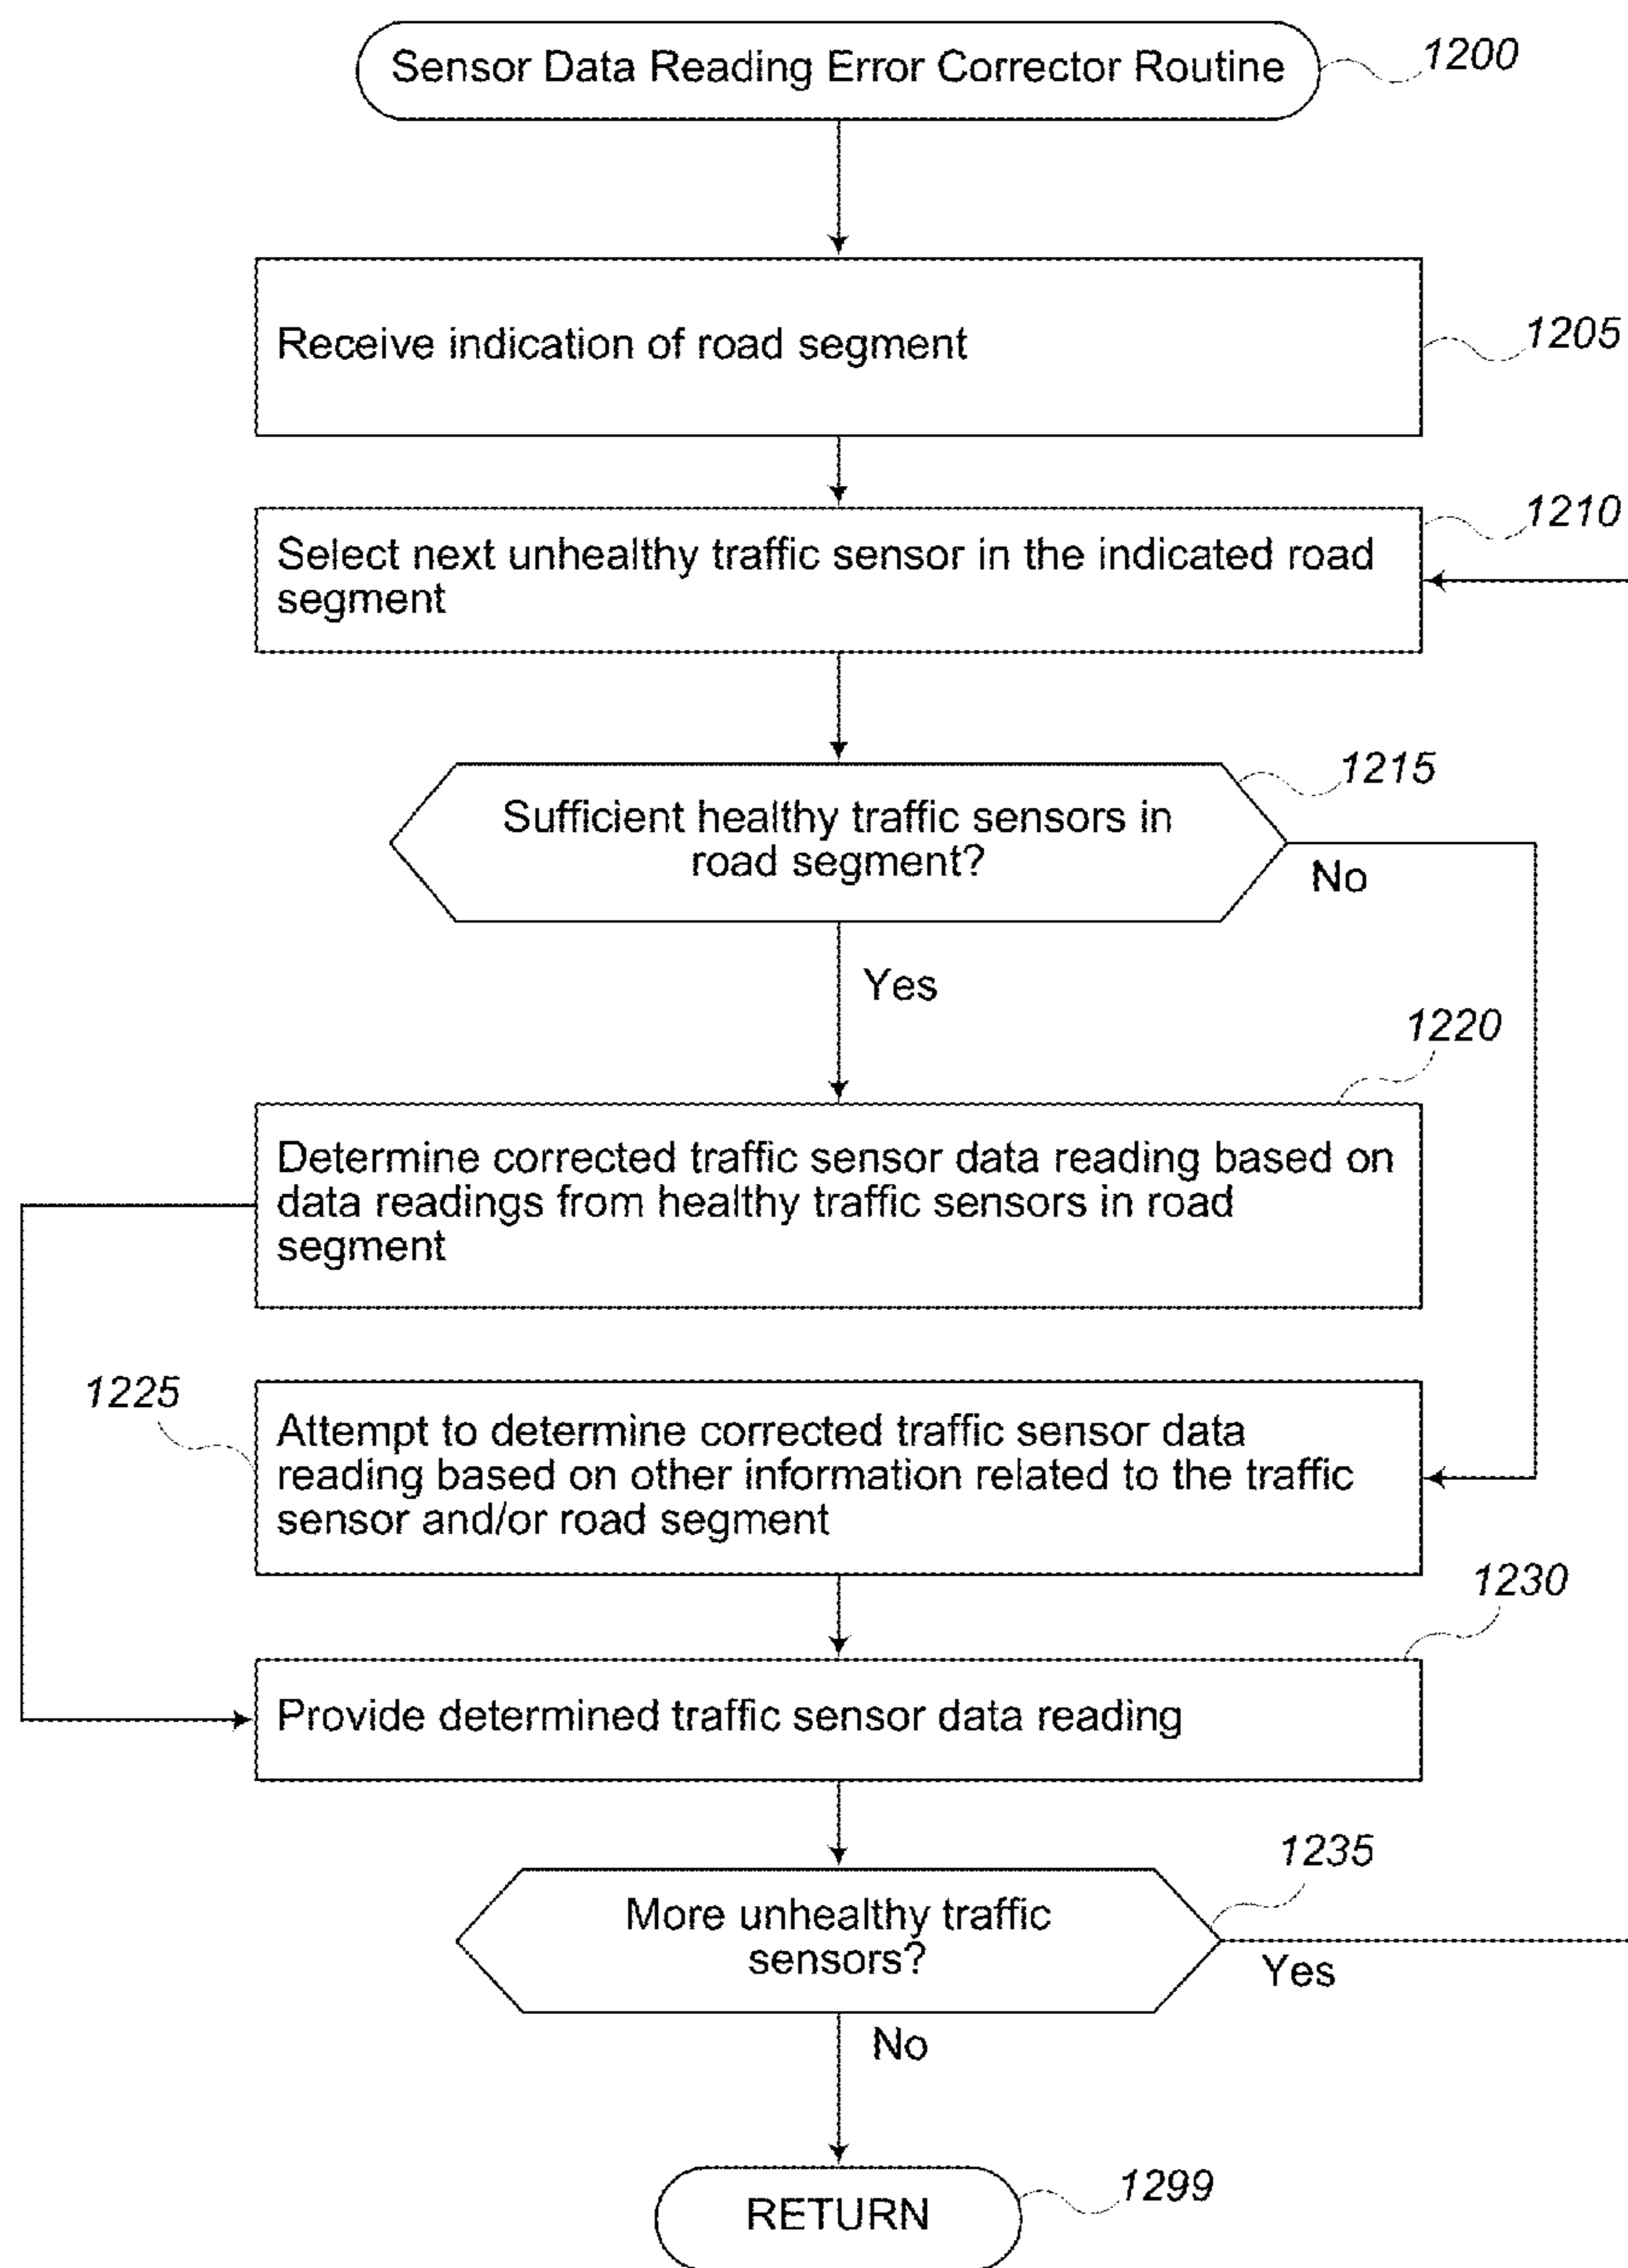 Sensor Data Reading Error Corrector Routine
1200
Receive indication of road segment
1205
1210
Select next unhealthy traffic sensor in the indicated road
segment
1215
Sufficient healthy traffic sensors in
road segment?
No
Yes
1220
Determine corrected traffic sensor data reading based on
data readings from healthy traffic sensors in road
segment
1225
Attempt to determine corrected traffic sensor data
reading based on other information related to the traffic
sensor and/or road segment
1230
Provide determined traffic sensor data reading
1235
More unhealthy traffic
sensors?
Yes
No
1299
RETURN